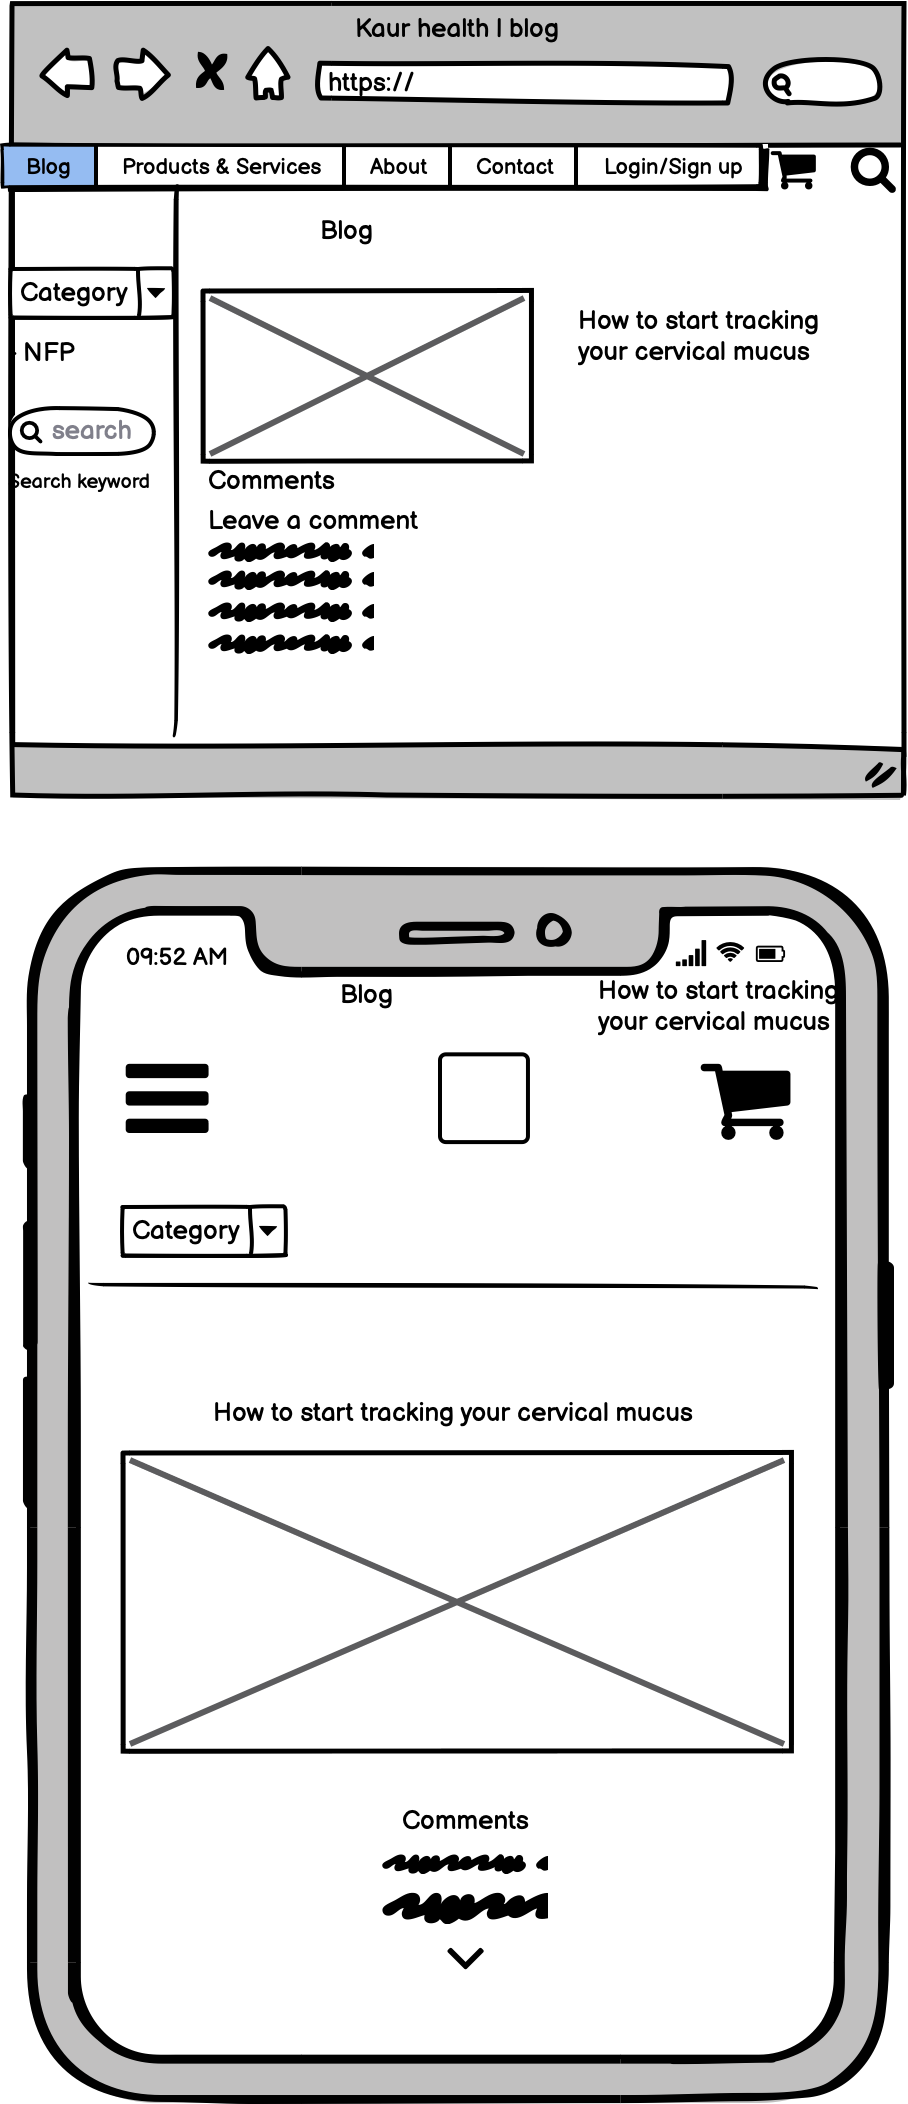 Kaur health | blog
https://
Blog
Products & Services
About
Contact
Login/Sign up
Blog
Category
NFP
search
Search keyword
How to start tracking
your cervical mucus
Comments
Leave a comment
09:52 AM
Blog
How to start tracking
your cervical mucus
Category
How to start tracking your cervical mucus
Comments